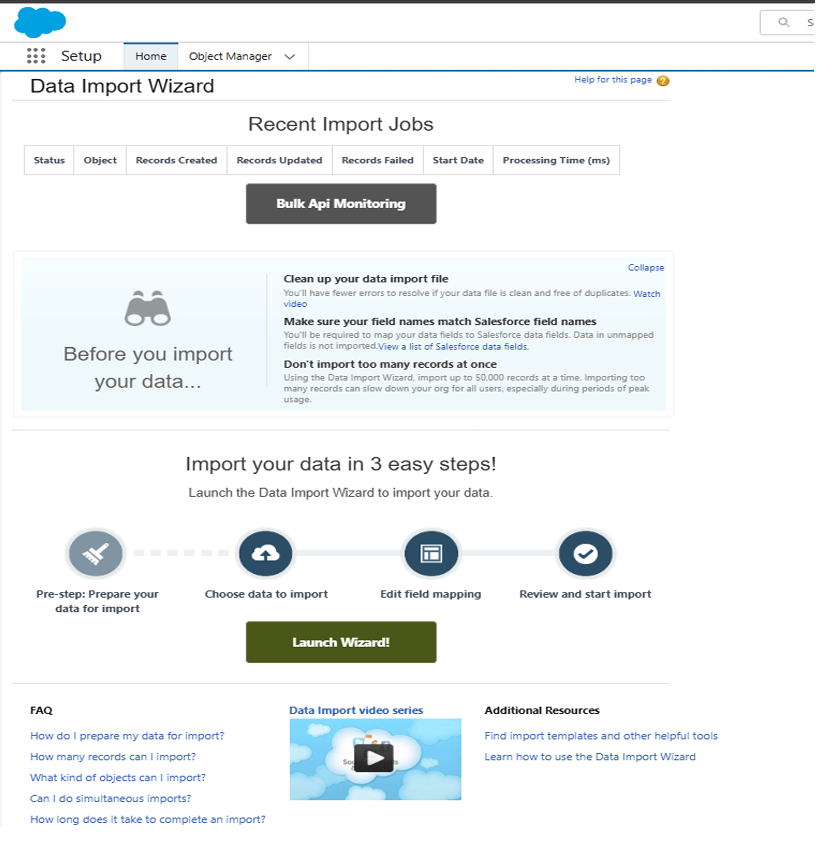 Setup
Home
Object Manager
Data Import Wizard
Help for this page
?
Recent Import Jobs
Status Object Records Created Records Updated Records Failed Start Date Processing Time (ms)
Bulk Api Monitoring
Collapse
Clean up your data import file
You'll have fewer errors to resolve if your data file is clean and free of duplicates. Watch
video
Make sure your field names match Salesforce field names
You'll be required to map your data fields to Salesforce data fields. Data in unmapped
fields is not imported.View a list of Salesforce data fields.
Don't import too many records at once
Using the Data Import Wizard, import up to 50,000 records at a time. Importing too
many records can slow down your org for all users, especially during periods of peak
usage.
Before you import
your data...
Import your data in 3 easy steps!
Launch the Data Import Wizard to import your data.
Pre-step: Prepare your
data for import
Choose data to import
Edit field mapping
Review and start import
Launch Wizard!
FAQ
How do I prepare my data for import?
How many records can I import?
What kind of objects can I import?
Can I do simultaneous imports?
How long does it take to complete an import?
Data Import video series
Additional Resources
Find import templates and other helpful tools
Learn how to use the Data Import Wizard